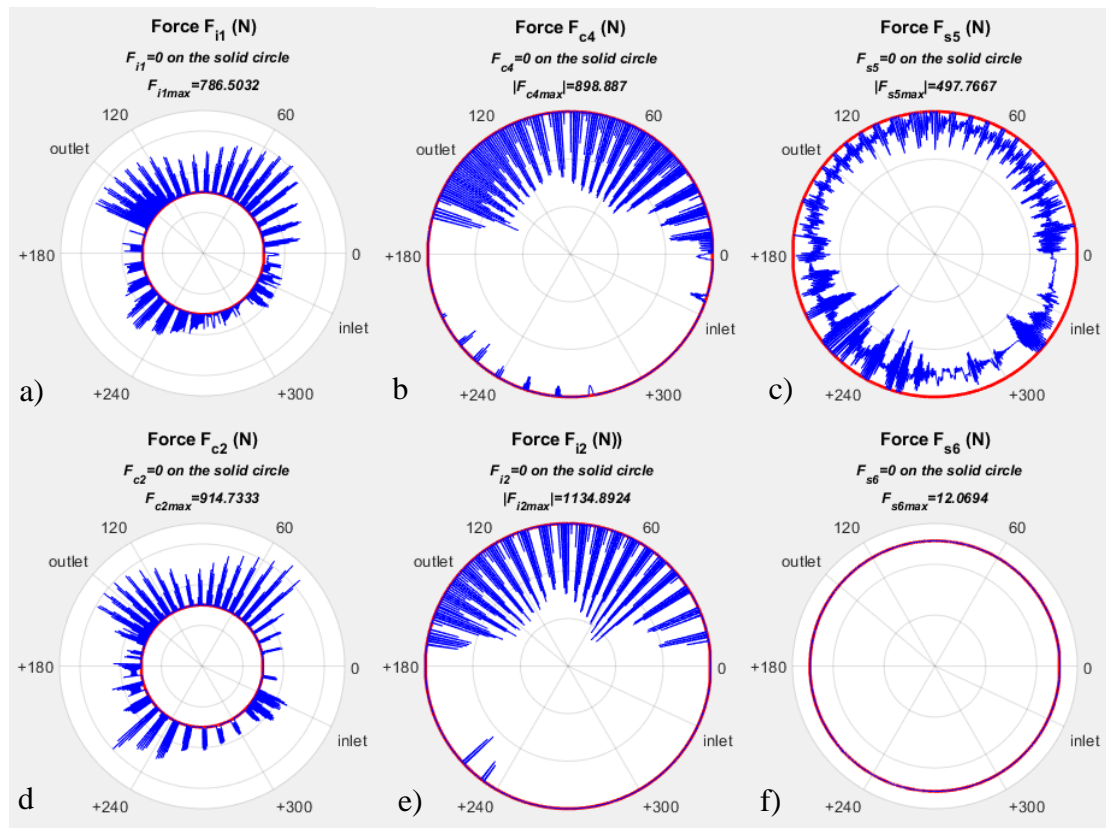 Force F_i1 (N)
F_i1=0 on the solid circle
F_i1max=786.5032
120
60
outlet
+180
0
inlet
+240
+300
a)
Force F_c4 (N)
F_c4=0 on the solid circle
|F_c4max|=898.887
120
60
outlet
+180
0
inlet
+240
+300
b
Force F_s5 (N)
F_s5=0 on the solid circle
|F_s5max|=497.7667
120
60
outlet
+180
0
inlet
+240
+300
c)
Force F_c2 (N)
F_c2=0 on the solid circle
F_c2max=914.7333
120
60
outlet
+180
0
inlet
+240
+300
d
Force F_i2 (N))
F_i2=0 on the solid circle
|F_i2max|=1134.8924
120
60
outlet
+180
0
inlet
+240
+300
e)
Force F_s6 (N)
F_s6=0 on the solid circle
F_s6max=12.0694
120
60
outlet
+180
0
inlet
+240
+300
f)